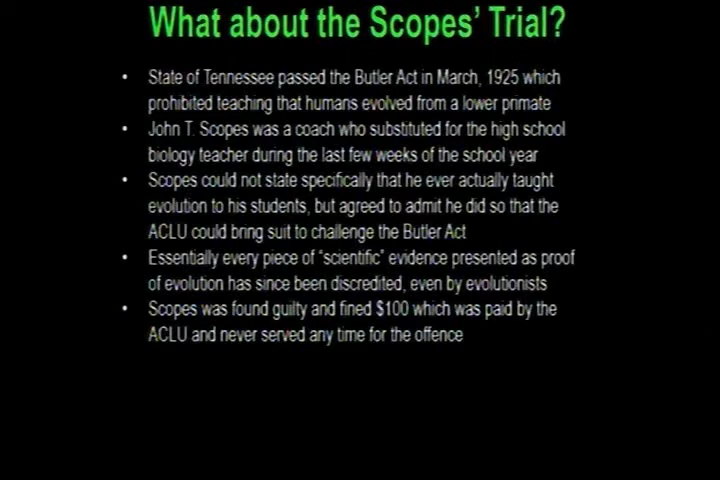 What about the Scopes' Trial?
• State of Tennessee passed the Butler Act in March, 1925 which
prohibited teaching that humans evolved from a lower primate
• John T. Scopes was a coach who substituted for the high school
biology teacher during the last few weeks of the school year
• Scopes could not state specifically that he ever actually taught
evolution to his students, but agreed to admit he did so that the
ACLU could bring suit to challenge the Butler Act
• Essentially every piece of "scientific" evidence presented as proof
of evolution has since been discredited, even by evolutionists
• Scopes was found guilty and fined $100 which was paid by the
ACLU and never served any time for the offence